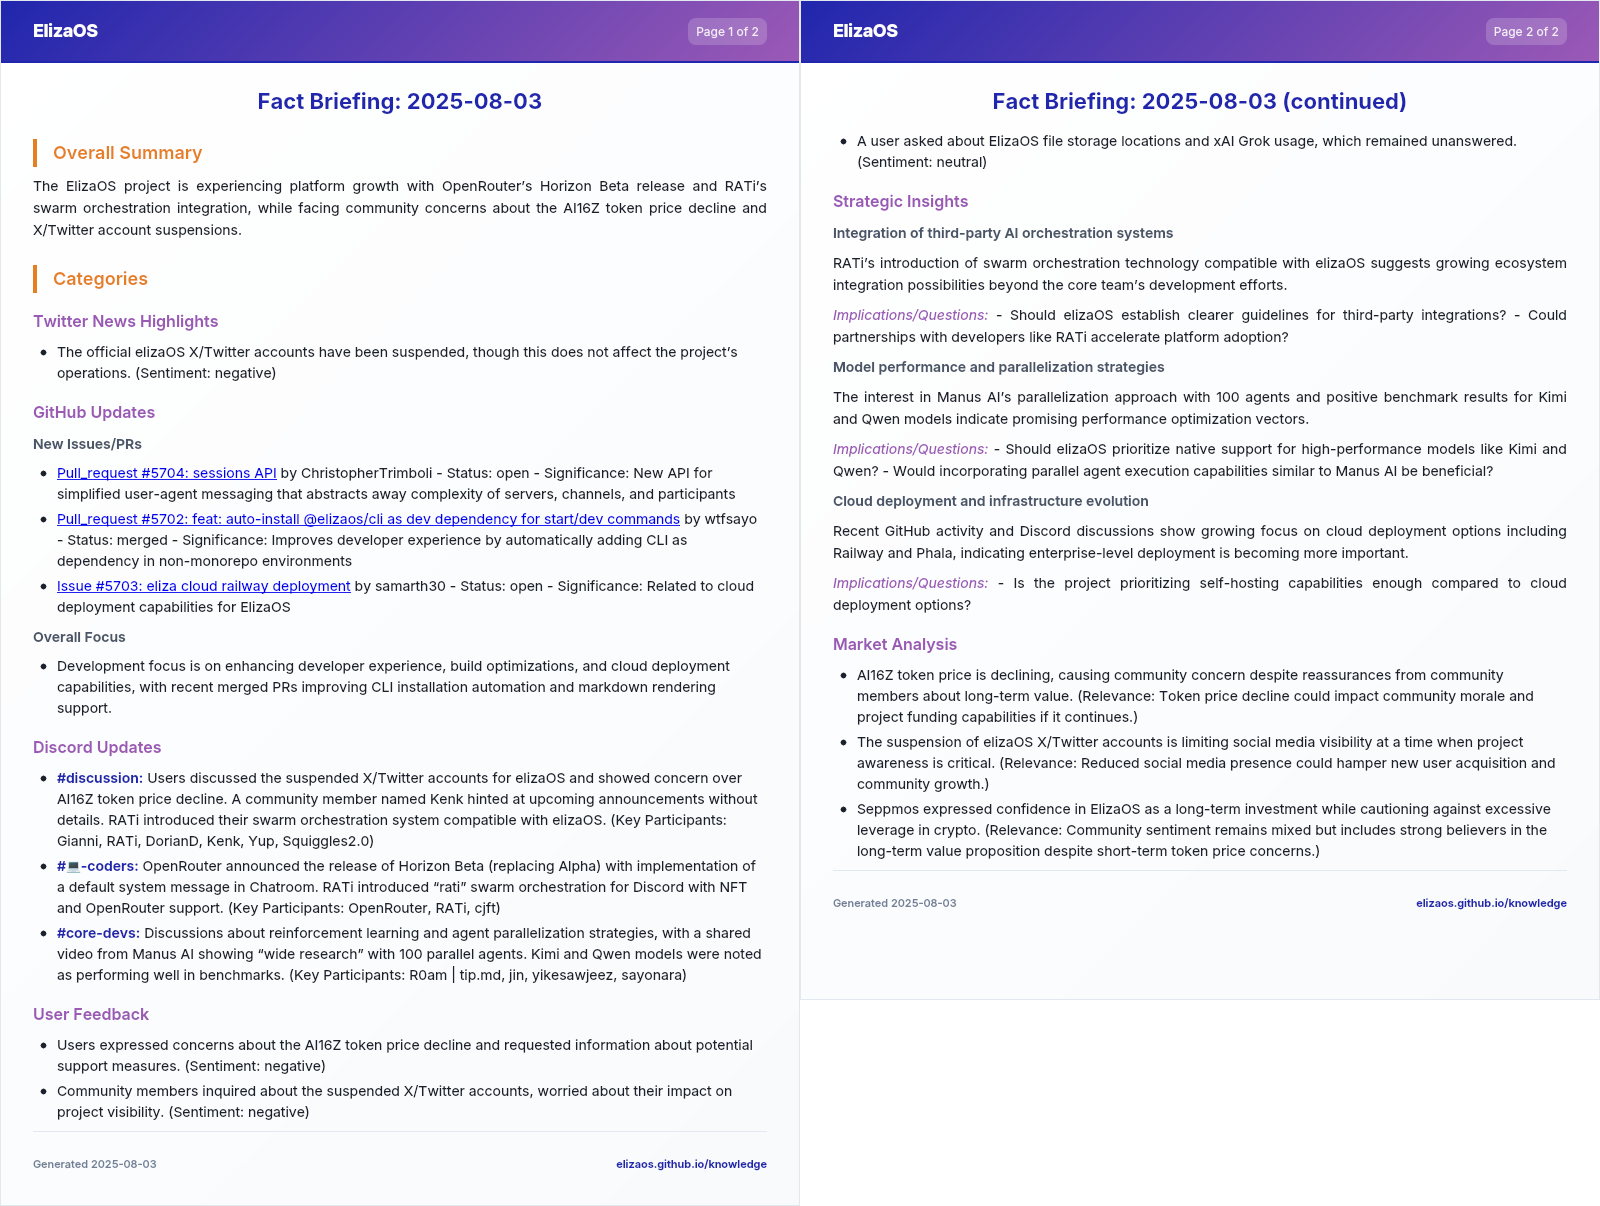 ElizaOS
Page 1 of 2
Fact Briefing: 2025-08-03
Overall Summary
The ElizaOS project is experiencing platform growth with OpenRouter's Horizon Beta release and RATi's
swarm orchestration integration, while facing community concerns about the AI16Z token price decline and
X/Twitter account suspensions.
Categories
Twitter News Highlights
• The official elizaOS X/Twitter accounts have been suspended, though this does not affect the project's
operations. (Sentiment: negative)
GitHub Updates
New Issues/PRs
• Pull_request #5704: sessions API by ChristopherTrimboli - Status: open - Significance: New API for
simplified user-agent messaging that abstracts away complexity of servers, channels, and participants
• Pull_request #5702: feat: auto-install @elizaos/cli as dev dependency for start/dev commands by wtfsayo
- Status: merged - Significance: Improves developer experience by automatically adding CLI as
dependency in non-monorepo environments
• Issue #5703: eliza cloud railway deployment by samarth30 - Status: open - Significance: Related to cloud
deployment capabilities for ElizaOS
Overall Focus
• Development focus is on enhancing developer experience, build optimizations, and cloud deployment
capabilities, with recent merged PRs improving CLI installation automation and markdown rendering
support.
Discord Updates
• #discussion: Users discussed the suspended X/Twitter accounts for elizaOS and showed concern over
AI16Z token price decline. A community member named Kenk hinted at upcoming announcements without
details. RATi introduced their swarm orchestration system compatible with elizaOS. (Key Participants:
Gianni, RATi, DorianD, Kenk, Yup, Squiggles2.0)
• #💻-coders: OpenRouter announced the release of Horizon Beta (replacing Alpha) with implementation of
a default system message in Chatroom. RATi introduced “rati” swarm orchestration for Discord with NFT
and OpenRouter support. (Key Participants: OpenRouter, RATi, cjft)
• #core-devs: Discussions about reinforcement learning and agent parallelization strategies, with a shared
video from Manus AI showing “wide research” with 100 parallel agents. Kimi and Qwen models were noted
as performing well in benchmarks. (Key Participants: R0am | tip.md, jin, yikesawjeez, sayonara)
User Feedback
• Users expressed concerns about the AI16Z token price decline and requested information about potential
support measures. (Sentiment: negative)
• Community members inquired about the suspended X/Twitter accounts, worried about their impact on
project visibility. (Sentiment: negative)
Generated 2025-08-03
elizaos.github.io/knowledge
ElizaOS
Page 2 of 2
Fact Briefing: 2025-08-03 (continued)
• A user asked about ElizaOS file storage locations and xAI Grok usage, which remained unanswered.
(Sentiment: neutral)
Strategic Insights
Integration of third-party AI orchestration systems
RATi's introduction of swarm orchestration technology compatible with elizaOS suggests growing ecosystem
integration possibilities beyond the core team's development efforts.
Implications/Questions: - Should elizaOS establish clearer guidelines for third-party integrations? - Could
partnerships with developers like RATi accelerate platform adoption?
Model performance and parallelization strategies
The interest in Manus AI's parallelization approach with 100 agents and positive benchmark results for Kimi
and Qwen models indicate promising performance optimization vectors.
Implications/Questions: - Should elizaOS prioritize native support for high-performance models like Kimi and
Qwen? - Would incorporating parallel agent execution capabilities similar to Manus AI be beneficial?
Cloud deployment and infrastructure evolution
Recent GitHub activity and Discord discussions show growing focus on cloud deployment options including
Railway and Phala, indicating enterprise-level deployment is becoming more important.
Implications/Questions: - Is the project prioritizing self-hosting capabilities enough compared to cloud
deployment options?
Market Analysis
• AI16Z token price is declining, causing community concern despite reassurances from community
members about long-term value. (Relevance: Token price decline could impact community morale and
project funding capabilities if it continues.)
• The suspension of elizaOS X/Twitter accounts is limiting social media visibility at a time when project
awareness is critical. (Relevance: Reduced social media presence could hamper new user acquisition and
community growth.)
• Seppmos expressed confidence in ElizaOS as a long-term investment while cautioning against excessive
leverage in crypto. (Relevance: Community sentiment remains mixed but includes strong believers in the
long-term value proposition despite short-term token price concerns.)
Generated 2025-08-03
elizaos.github.io/knowledge